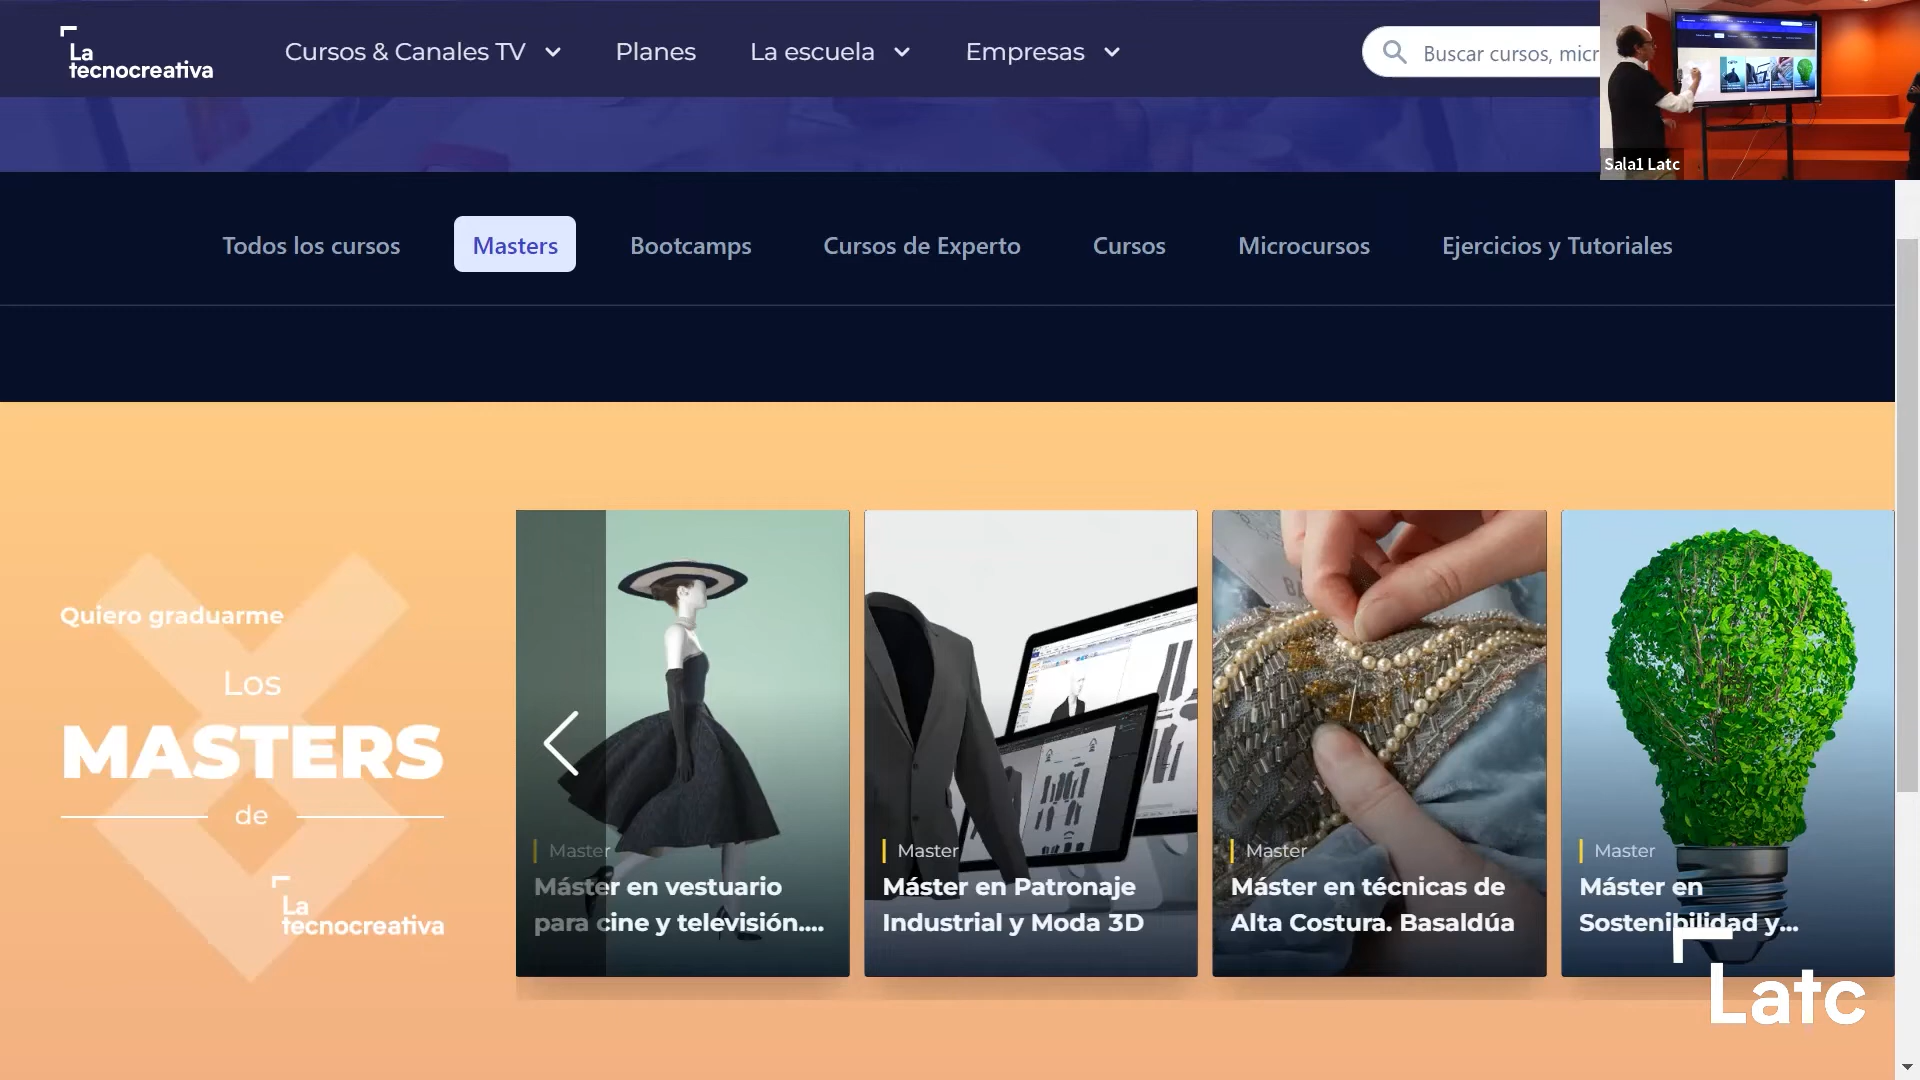 La
tecnocreativa
Cursos & Canales TV
Planes
La escuela
Empresas
Buscar cursos, micr
Sala1 Latc
Todos los cursos
Masters
Bootcamps
Cursos de Experto
Cursos
Microcursos
Ejercicios y Tutoriales
Quiero graduarme
Los
MASTERS
de
La
tecnocreativa
Master
Máster en vestuario
para cine y televisión....
Master
Máster en Patronaje
Industrial y Moda 3D
Master
Máster en técnicas de
Alta Costura. Basaldúa
Master
Máster en
Sostenibilidad y...
Latc